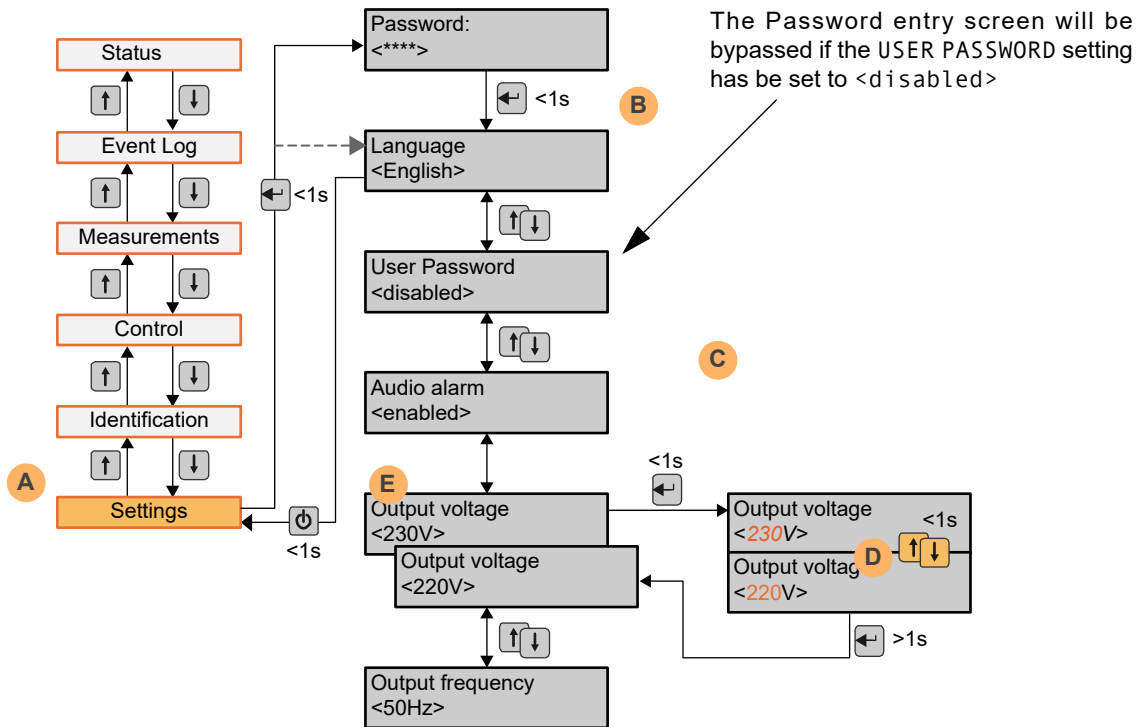 Status
Event Log
Measurements
Control
Identification
A
Settings
<1s
<1s
Password:
<****>
<1s
B
Language
<English>
User Password
<disabled>
Audio alarm
<enabled>
E
Output voltage
<230V>
Output voltage
<220V>
Output frequency
<50Hz>
The Password entry screen will be
bypassed if the USER PASSWORD setting
has be set to <disabled>
C
<1s
Output voltage
<230V>
<1s
D
Output voltag
<220V>
>1s